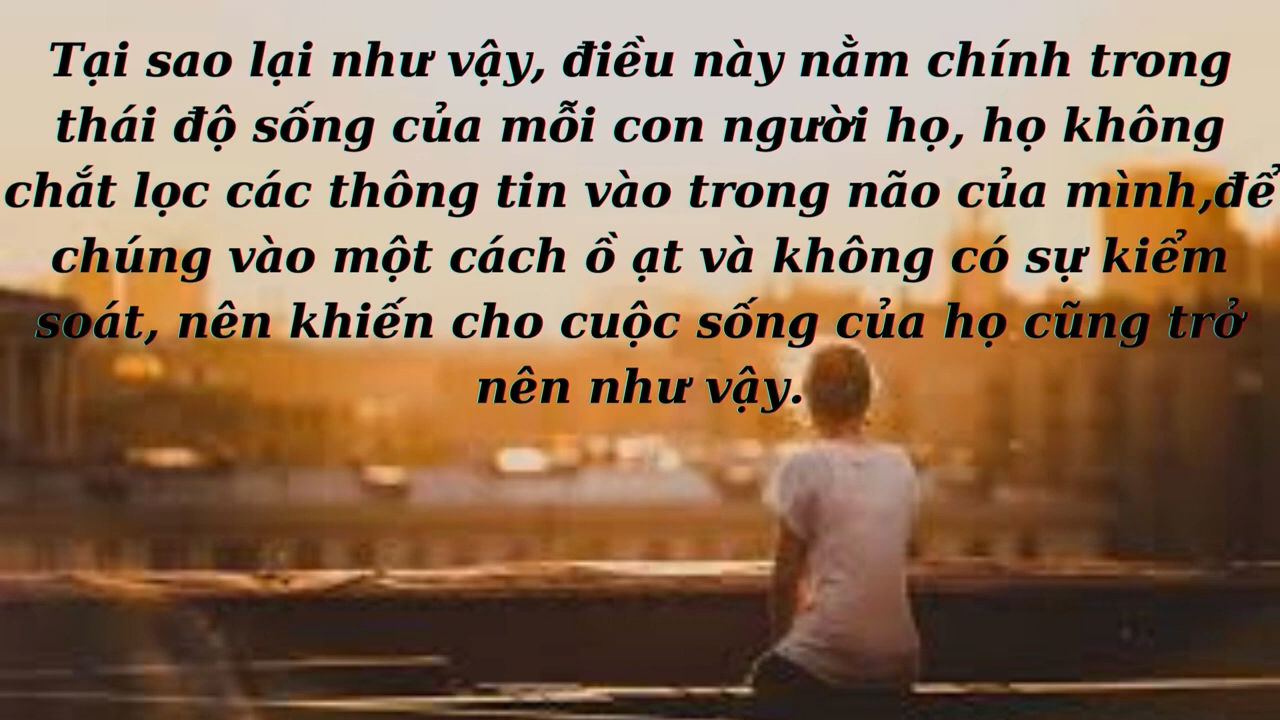 Tại sao lại như vậy, điều này nằm chính trong
thái độ sống của mỗi con người họ, họ không
chắt lọc các thông tin vào trong não của mình,để
chúng vào một cách ồ ạt và không có sự kiểm
soát, nên khiến cho cuộc sống của họ cũng trở
nên như vậy.